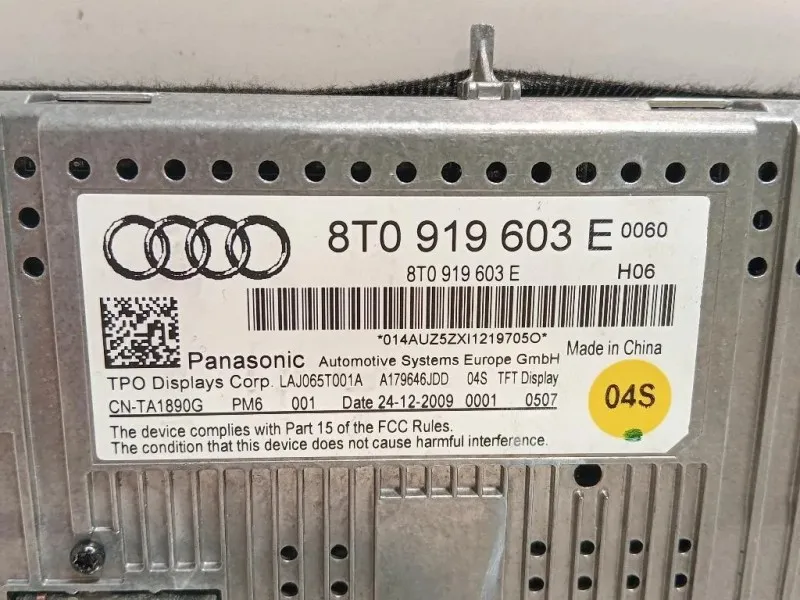 8T0 919 603 E 0060
8T0 919 603 E H06
*014AUZ5ZXI1219705O*
Panasonic Automotive Systems Europe GmbH Made in China
TPO Displays Corp. LAJ065T001A A179646JDD 04S TFT Display
CN-TA1890G PM6 001 Date 24-12-2009 0001 0507
04S
The device complies with Part 15 of the FCC Rules.
The condition that this device does not cause harmful interference.